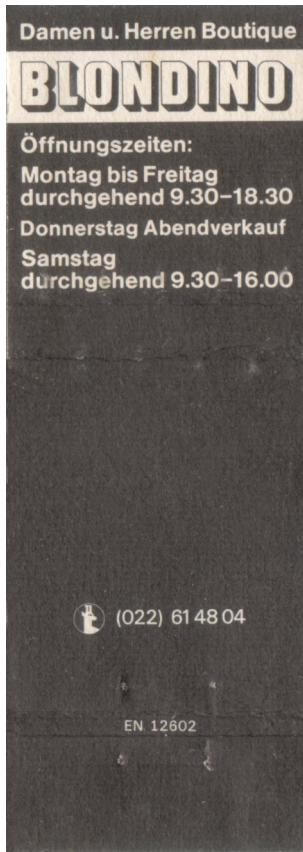 Damen u. Herren Boutique
BLONDINO
Öffnungszeiten:
Montag bis Freitag
durchgehend 9.30–18.30
Donnerstag Abendverkauf
Samstag
durchgehend 9.30–16.00
(022) 61 48 04
EN 12602